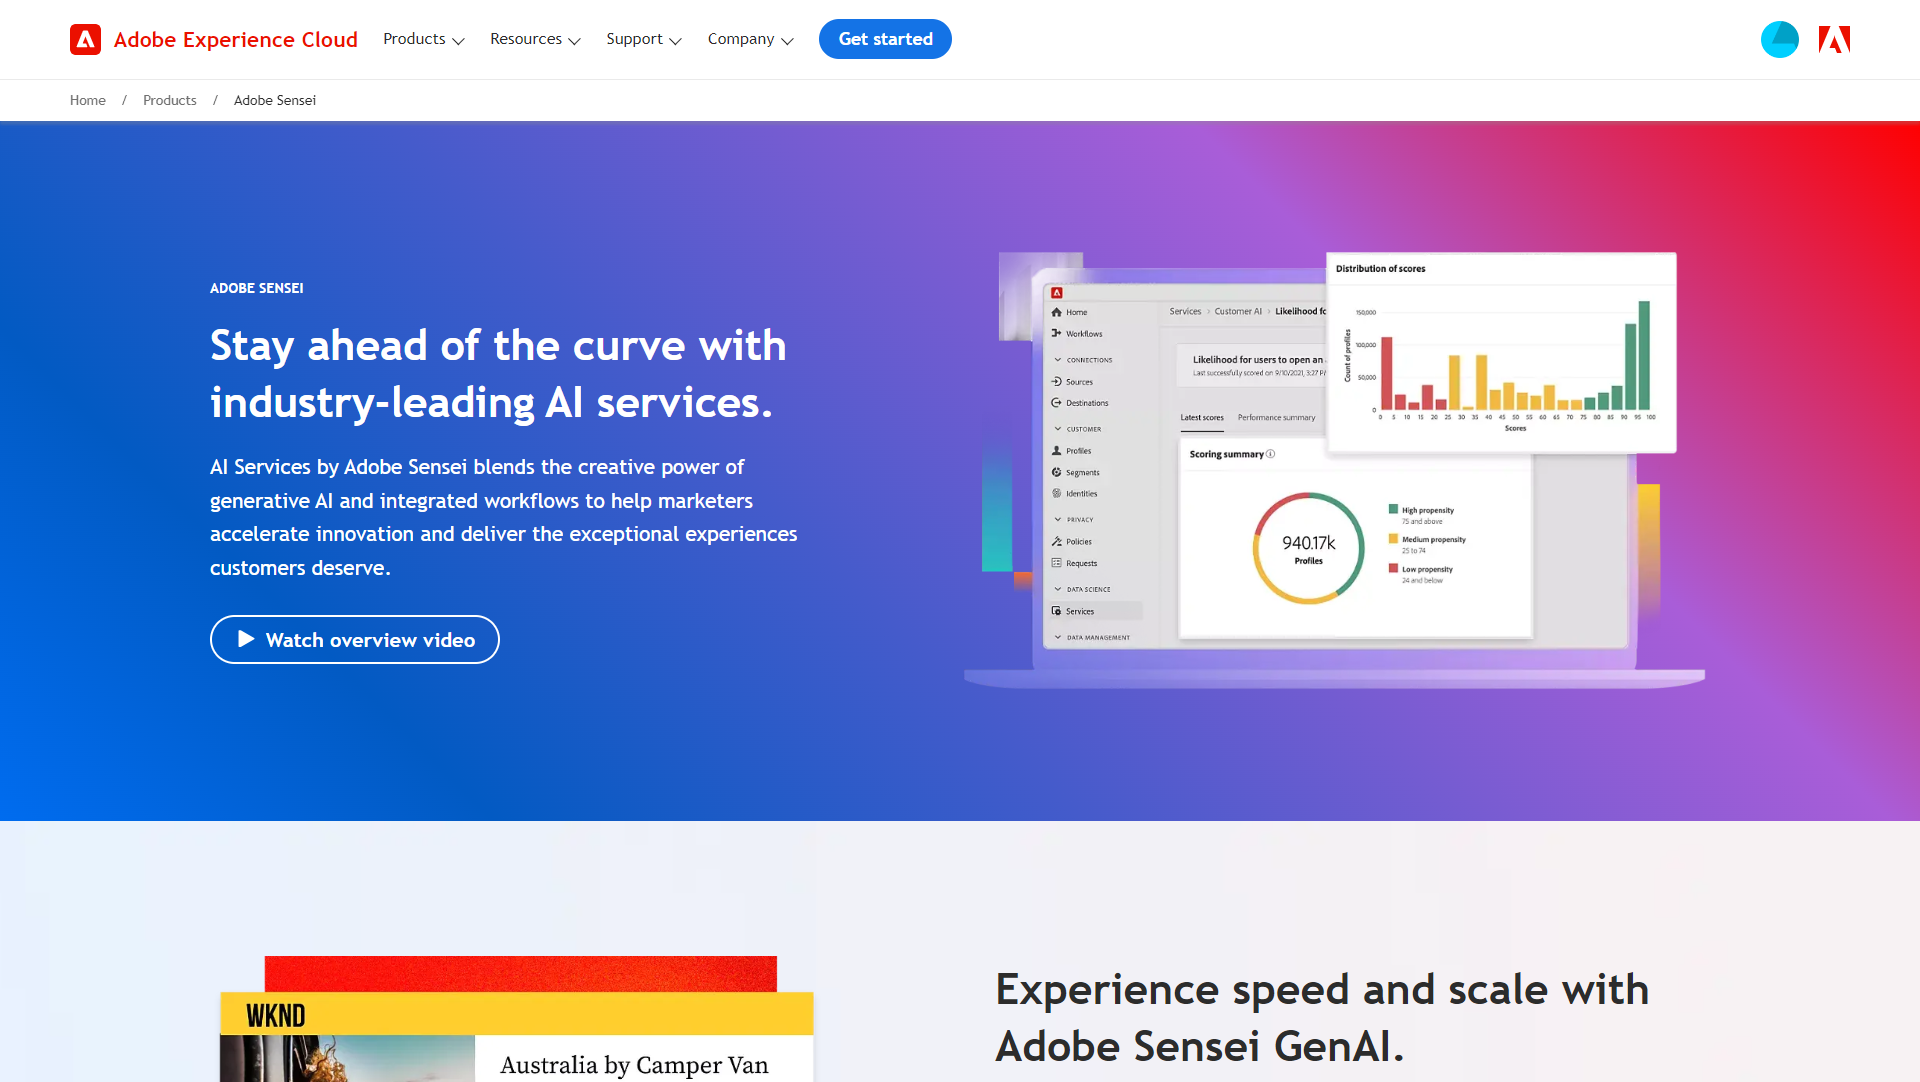 Adobe Experience Cloud
Products
Resources
Support
Company
Get started
Home / Products / Adobe Sensei
ADOBE SENSEI
Stay ahead of the curve with
industry-leading AI services.
AI Services by Adobe Sensei blends the creative power of
generative AI and integrated workflows to help marketers
accelerate innovation and deliver the exceptional experiences
customers deserve.
Watch overview video
Home
Workflows
CONNECTIONS
Sources
Destinations
CUSTOMER
Profiles
Segments
Identities
PRIVACY
Policies
Requests
DATA SCIENCE
Services
DATA MANAGEMENT
Services > Customer AI > Likelihood fo
Likelihood for users to open an
Last successfully scored on 9/10/2021, 3:27 P
Latest scores
Performance summary
Scoring summary
940.17k
Profiles
High propensity
75 and above
Medium propensity
25 to 74
Low propensity
24 and below
Distribution of scores
Count of profiles
150,000
100,000
50,000
0
0 5 10 15 20 25 30 35 40 45 50 55 60 65 70 75 80 85 90 95 100
Scores
WKND
Australia by Camper Van
Experience speed and scale with
Adobe Sensei GenAI.